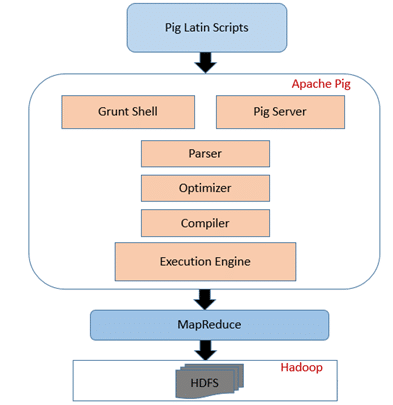 Pig Latin Scripts
Apache Pig
Grunt Shell
Pig Server
Parser
Optimizer
Compiler
Execution Engine
MapReduce
Hadoop
HDFS